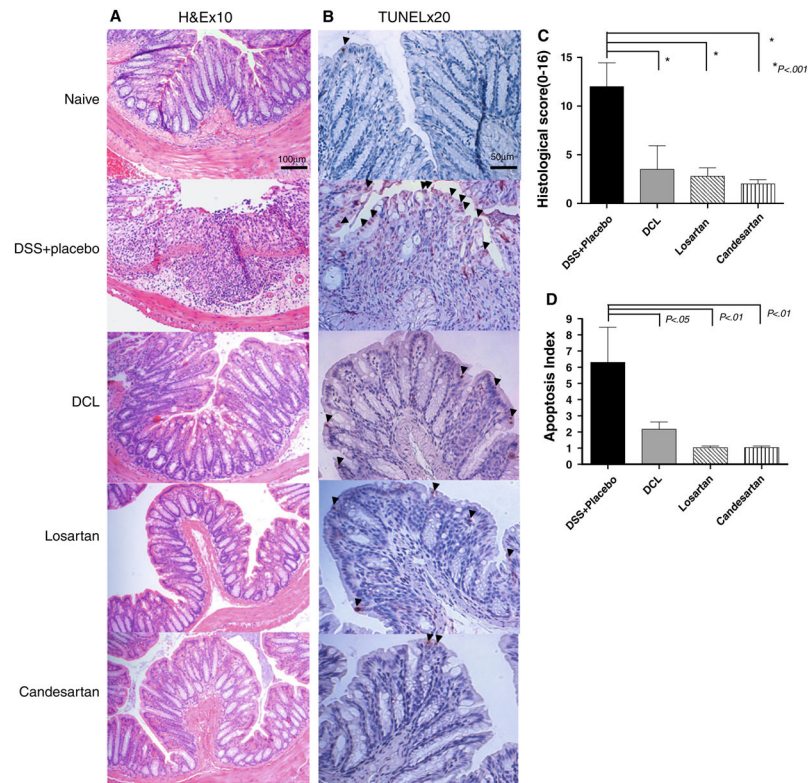 A
H&Ex10
B
TUNELx20
Naive
100μm
50μm
DSS+placebo
DCL
Losartan
Candesartan
C
Histological score(0-16)
15
10
5
0
*
*
*
*P<.001
DSS+Placebo
DCL
Losartan
Candesartan
D
Apoptosis Index
9
8
7
6
5
4
3
2
1
0
P<.05
P<.01
P<.01
DSS+Placebo
DCL
Losartan
Candesartan